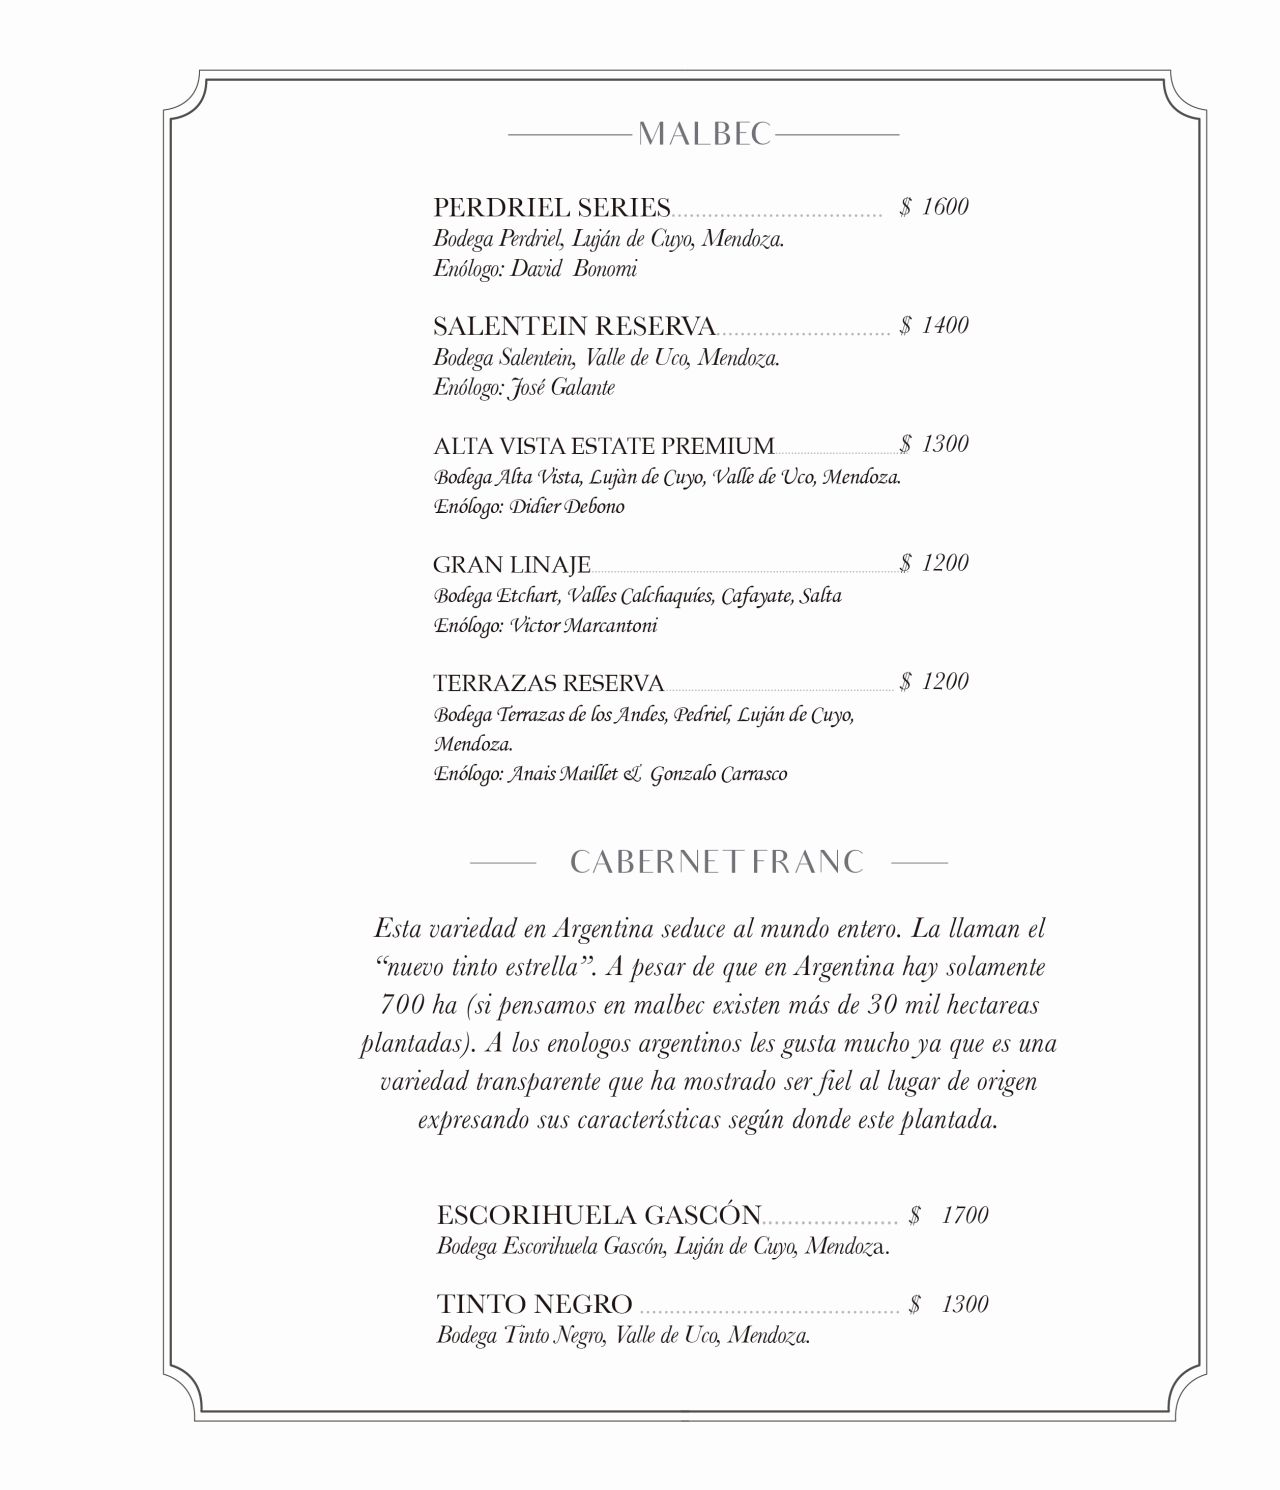 MALBEC
PERDRIEL SERIES................................... $ 1600
Bodega Perdriel, Luján de Cuyo, Mendoza.
Enólogo: David Bonomi
SALENTEIN RESERVA............................. $ 1400
Bodega Salentein, Valle de Uco, Mendoza.
Enólogo: José Galante
ALTA VISTA ESTATE PREMIUM.............................. $ 1300
Bodega Alta Vista, Lujàn de Cuyo, Valle de Uco, Mendoza.
Enólogo: Didier Debono
GRAN LINAJE.............................. $ 1200
Bodega Etchart, Valles Calchaquíes, Cafayate, Salta
Enólogo: Victor Marcantoni
TERRAZAS RESERVA.............................. $ 1200
Bodega Terrazas de los Andes, Pedriel, Luján de Cuyo,
Mendoza.
Enólogo: Anais Maillet & Gonzalo Carrasco
CABERNET FRANC
Esta variedad en Argentina seduce al mundo entero. La llaman el
“nuevo tinto estrella”. A pesar de que en Argentina hay solamente
700 ha (si pensamos en malbec existen más de 30 mil hectareas
plantadas). A los enologos argentinos les gusta mucho ya que es una
variedad transparente que ha mostrado ser fiel al lugar de origen
expresando sus características según donde este plantada.
ESCORIHUELA GASCÓN...................... $ 1700
Bodega Escorihuela Gascón, Luján de Cuyo, Mendoza.
TINTO NEGRO ........................................... $ 1300
Bodega Tinto Negro, Valle de Uco, Mendoza.